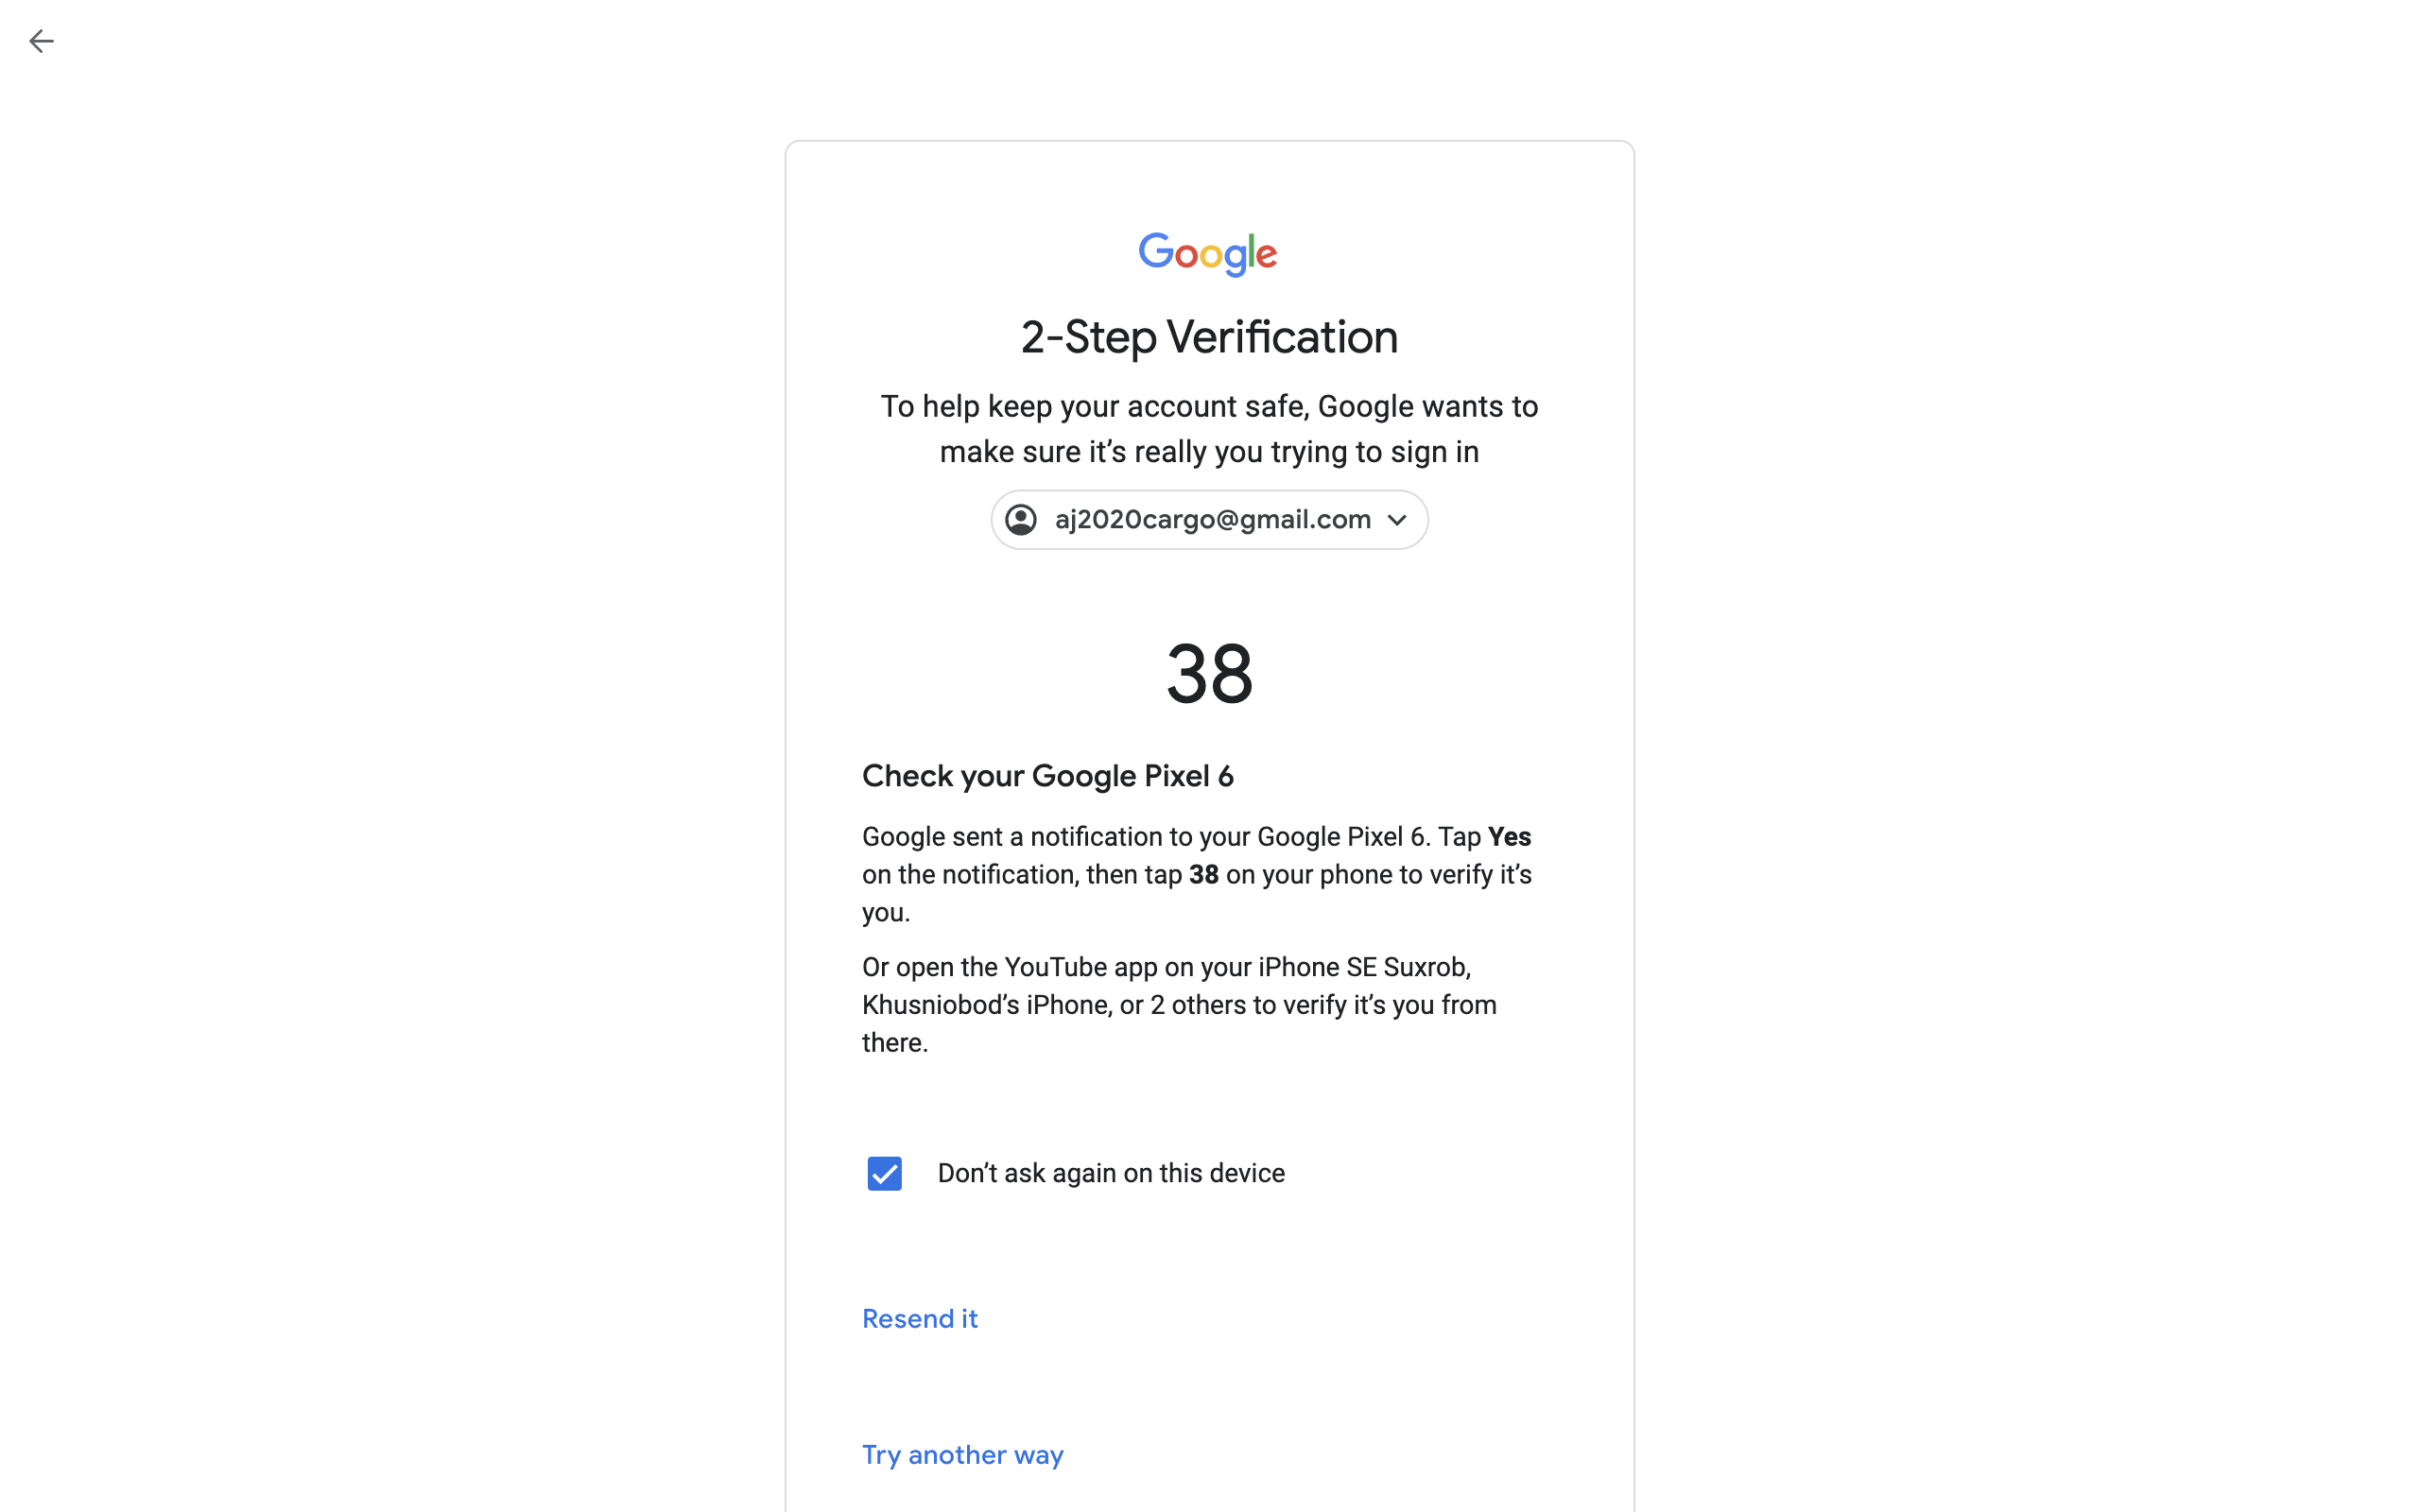 Google
2-Step Verification
To help keep your account safe, Google wants to
make sure it’s really you trying to sign in
aj2020cargo@gmail.com
38
Check your Google Pixel 6
Google sent a notification to your Google Pixel 6. Tap Yes
on the notification, then tap 38 on your phone to verify it’s
you.
Or open the YouTube app on your iPhone SE Suxrob,
Khusniobod’s iPhone, or 2 others to verify it’s you from
there.
Don’t ask again on this device
Resend it
Try another way